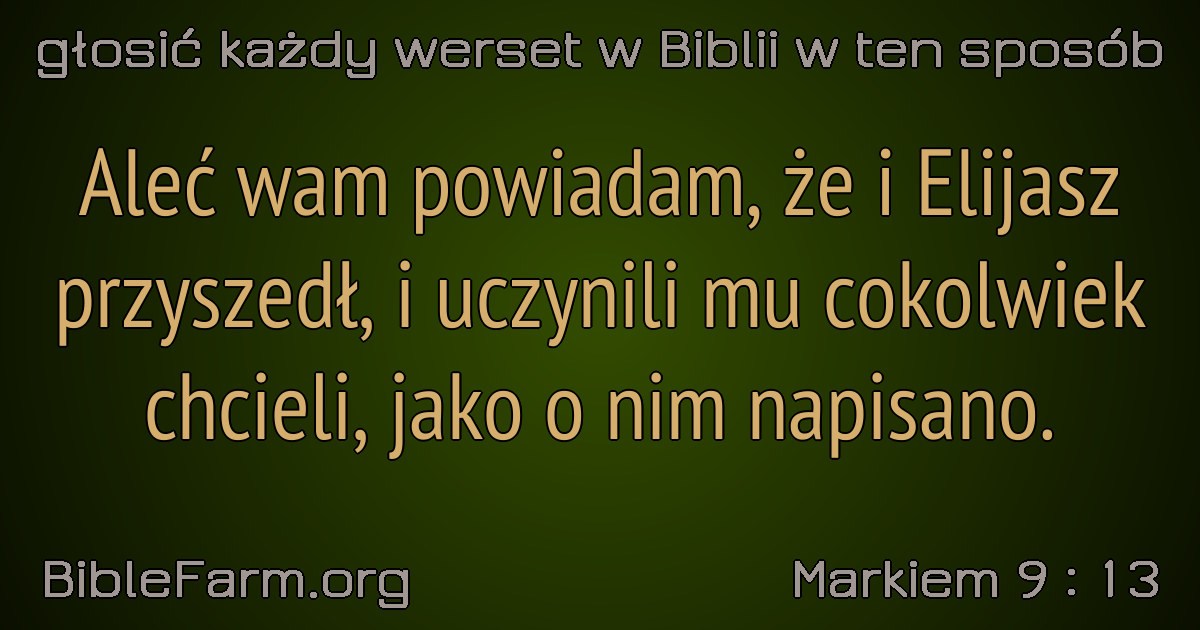 głosić każdy werset w Biblii w ten sposób
Aleć wam powiadam, że i Elijasz
przyszedł, i uczynili mu cokolwiek
chcieli, jako o nim napisano.
BibleFarm.org
Markiem 9 : 13